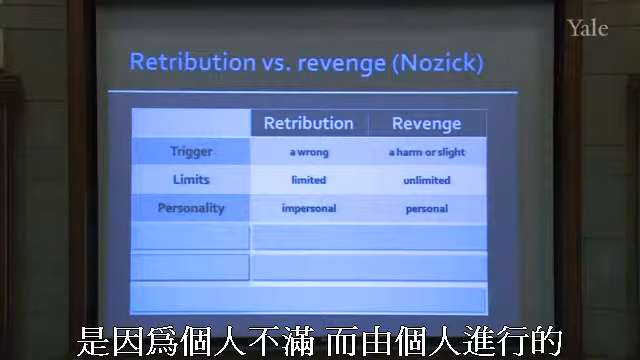 Yale
Retribution vs. revenge (Nozick)
Retribution Revenge
Trigger a wrong a harm or slight
Limits limited unlimited
Personality impersonal personal
是因爲個人不滿 而由個人進行的